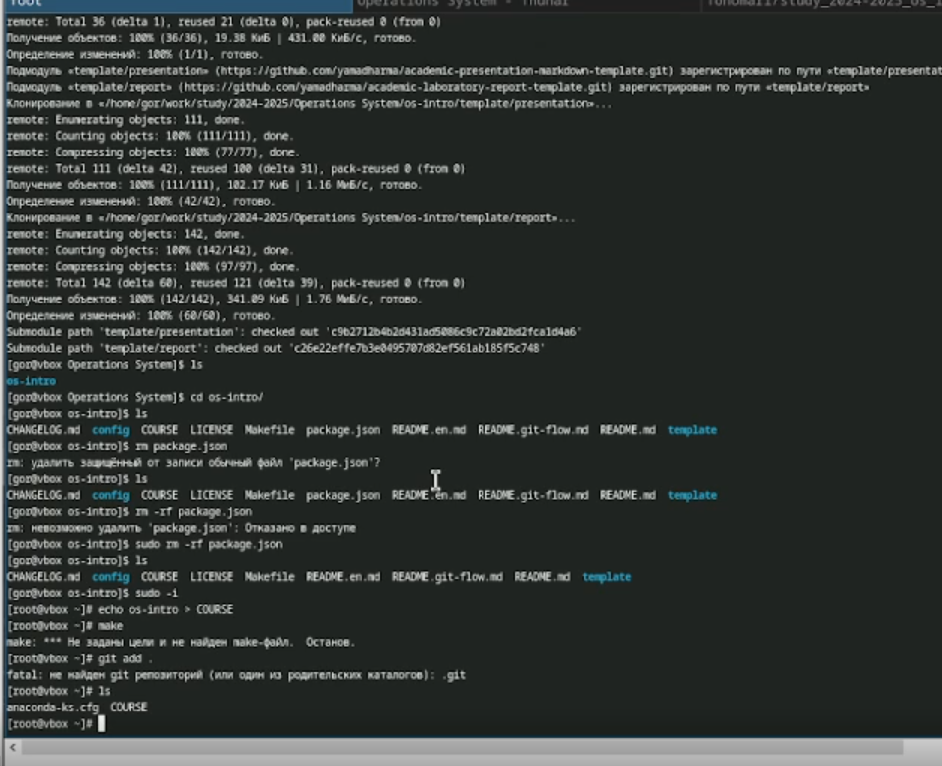 root
Operations System - Thunar
remote: Total 36 (delta 1), reused 21 (delta 0), pack-reused 0 (from 0)
Получение объектов: 100% (36/36), 19.38 КиБ | 431.00 КиБ/с, готово.
Определение изменений: 100% (1/1), готово.
Подмодуль «template/presentation» (https://github.com/yamadharma/academic-presentation-markdown-template.git) зарегистрирован по пути «template/presentat
Подмодуль «template/report» (https://github.com/yamadharma/academic-laboratory-report-template.git) зарегистрирован по пути «template/report»
Клонирование в «/home/gor/work/study/2024-2025/Operations System/os-intro/template/presentation»...
remote: Enumerating objects: 111, done.
remote: Counting objects: 100% (111/111), done.
remote: Compressing objects: 100% (77/77), done.
remote: Total 111 (delta 42), reused 100 (delta 31), pack-reused 0 (from 0)
Получение объектов: 100% (111/111), 102.17 КиБ | 1.16 МиБ/с, готово.
Определение изменений: 100% (42/42), готово.
Клонирование в «/home/gor/work/study/2024-2025/Operations System/os-intro/template/report»...
remote: Enumerating objects: 142, done.
remote: Counting objects: 100% (142/142), done.
remote: Compressing objects: 100% (97/97), done.
remote: Total 142 (delta 60), reused 121 (delta 39), pack-reused 0 (from 0)
Получение объектов: 100% (142/142), 341.09 КиБ | 1.76 МиБ/с, готово.
Определение изменений: 100% (60/60), готово.
Submodule path 'template/presentation': checked out 'c9b2712b4b2d431ad5086c9c72a02bd2fca1d4a6'
Submodule path 'template/report': checked out 'c26e22effe7b3e0495707d82ef561ab185f5c748'
[gor@vbox Operations System]$ ls
os-intro
[gor@vbox Operations System]$ cd os-intro/
[gor@vbox os-intro]$ ls
CHANGELOG.md config COURSE LICENSE Makefile package.json README.en.md README.git-flow.md README.md template
[gor@vbox os-intro]$ rm package.json
rm: удалить защищённый от записи обычный файл 'package.json'?
[gor@vbox os-intro]$ ls
CHANGELOG.md config COURSE LICENSE Makefile package.json README.en.md README.git-flow.md README.md template
[gor@vbox os-intro]$ rm -rf package.json
rm: невозможно удалить 'package.json': Отказано в доступе
[gor@vbox os-intro]$ sudo rm -rf package.json
[gor@vbox os-intro]$ ls
CHANGELOG.md config COURSE LICENSE Makefile README.en.md README.git-flow.md README.md template
[gor@vbox os-intro]$ sudo -i
[root@vbox ~]# echo os-intro > COURSE
[root@vbox ~]# make
make: *** Не заданы цели и не найден make-файл. Останов.
[root@vbox ~]# git add .
fatal: не найден git репозиторий (или один из родительских каталогов): .git
[root@vbox ~]# ls
anaconda-ks.cfg COURSE
[root@vbox ~]#